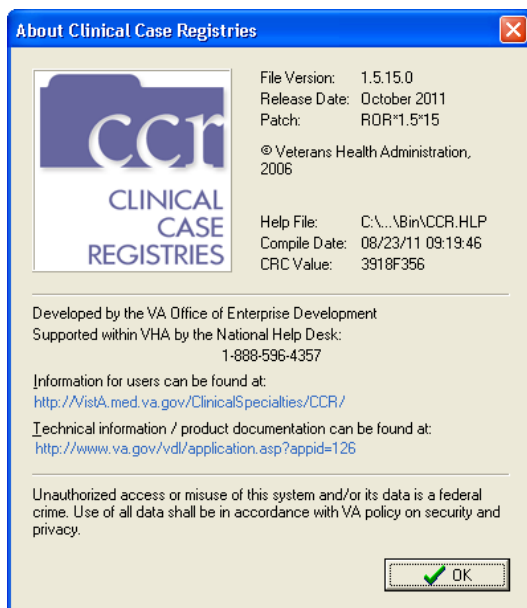 About Clinical Case Registries
ccr
CLINICAL
CASE
REGISTRIES
File Version: 1.5.15.0
Release Date: October 2011
Patch: ROR*1.5*15
© Veterans Health Administration,
2006
Help File: C:\...\Bin\CCR.HLP
Compile Date: 08/23/11 09:19:46
CRC Value: 3918F356
Developed by the VA Office of Enterprise Development
Supported within VHA by the National Help Desk:
1-888-596-4357
Information for users can be found at:
http://VistA.med.va.gov/ClinicalSpecialties/CCR/
Technical information / product documentation can be found at:
http://www.va.gov/vdl/application.asp?appid=126
Unauthorized access or misuse of this system and/or its data is a federal
crime. Use of all data shall be in accordance with VA policy on security and
privacy.
OK